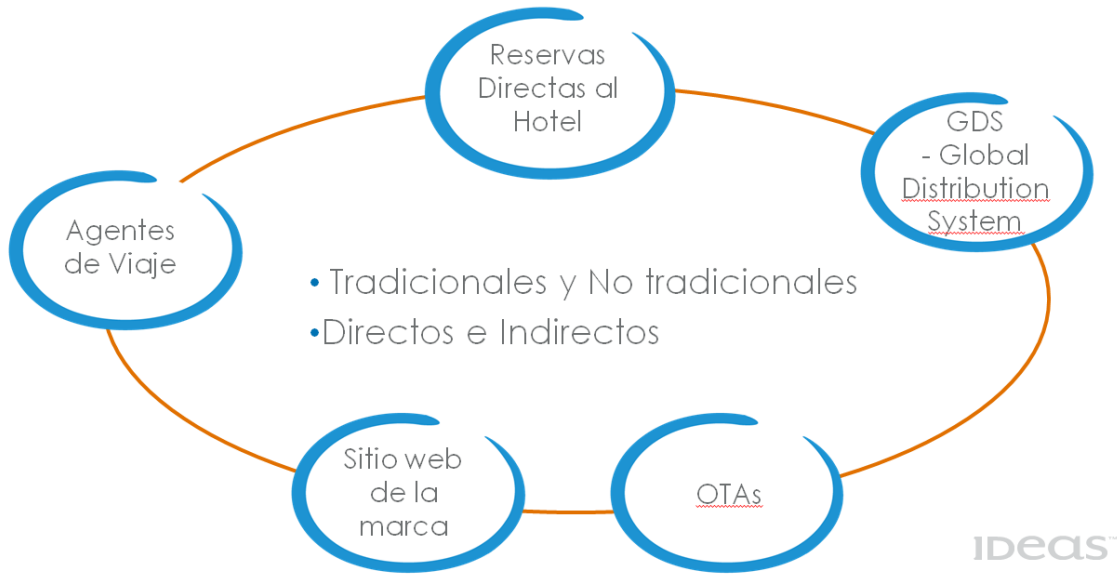 Reservas
Directas al
Hotel
GDS
- Global
Distribution
System
Agentes
de Viaje
• Tradicionales y No tradicionales
•Directos e Indirectos
Sitio web
de la
marca
OTAs
IDeaS™